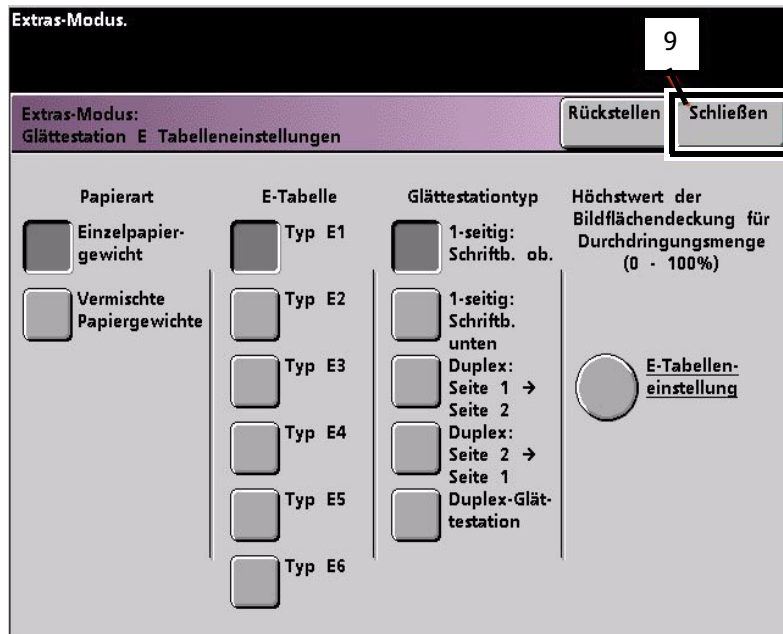 Extras-Modus.
9
Extras-Modus:
Glättestation E Tabelleneinstellungen
Rückstellen
Schließen
Papierart
Einzelpapier-
gewicht
Vermischte
Papiergewichte
E-Tabelle
Typ E1
Typ E2
Typ E3
Typ E4
Typ E5
Typ E6
Glättestationtyp
1-seitig:
Schriftb. ob.
1-seitig:
Schriftb.
unten
Duplex:
Seite 1 →
Seite 2
Duplex:
Seite 2 →
Seite 1
Duplex-Glät-
testation
Höchstwert der
Bildflächendeckung für
Durchdringungsmenge
(0 - 100%)
E-Tabellen-
einstellung